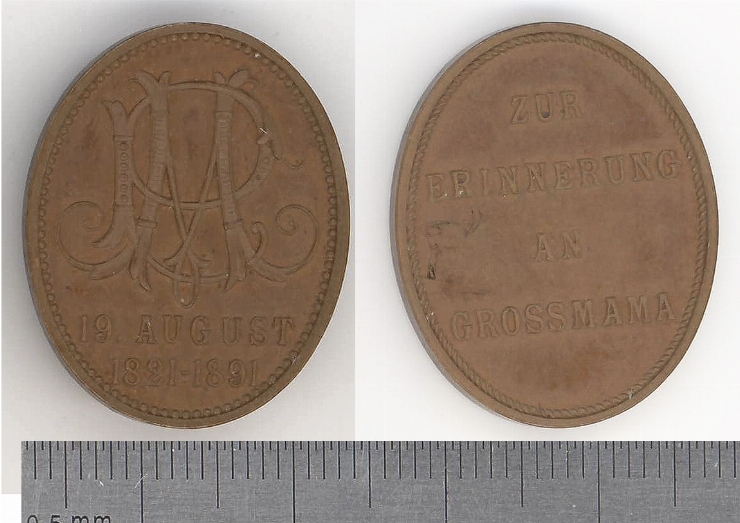 19. AUGUST
1821-1891
ZUR
ERINNERUNG
AN
GROSSMAMA
0,5 mm